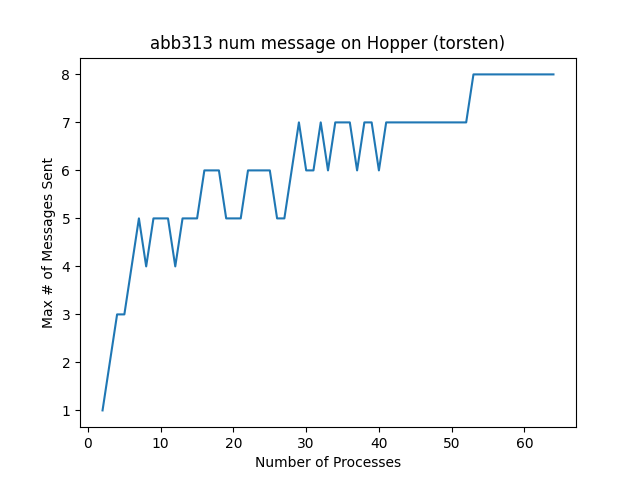 abb313 num message on Hopper (torsten)
Max # of Messages Sent
8
7
6
5
4
3
2
1
0 10 20 30 40 50 60
Number of Processes